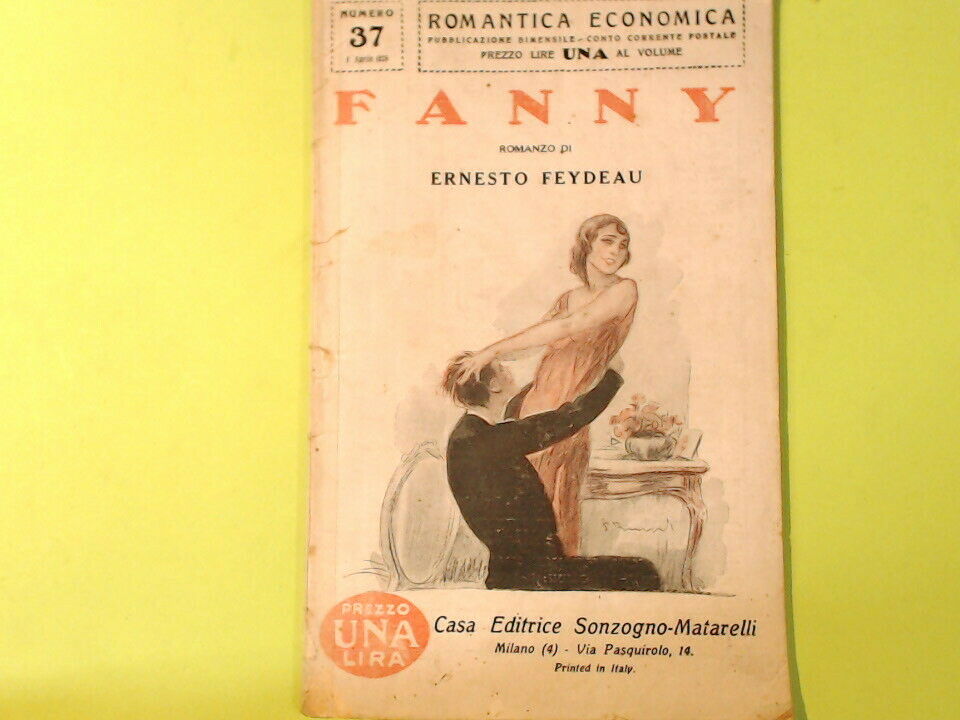 NUMERO
37
ROMANTICA ECONOMICA
PUBBLICAZIONE BIMENSILE - CONTO CORRENTE POSTALE
PREZZO LIRE UNA AL VOLUME
FANNY
ROMANZO DI
ERNESTO FEYDEAU
PREZZO
UNA
LIRA
Casa Editrice Sonzogno-Matarelli
Milano (4) - Via Pasquirolo, 14.
Printed in Italy.